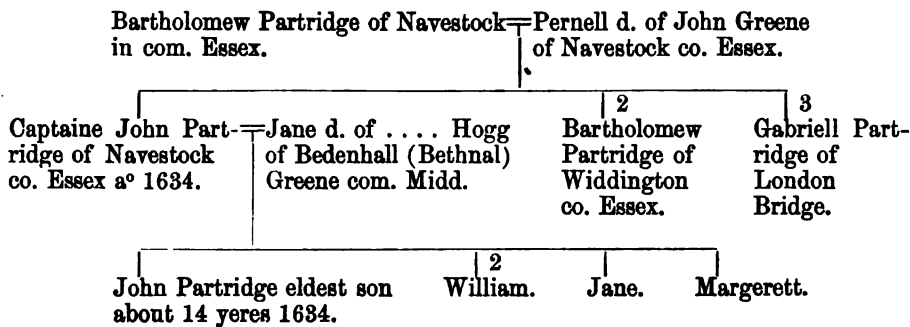 Bartholomew Partridge of Navestock
in com. Essex.
Pernell d. of John Greene
of Navestock co. Essex.
Captaine John Part-
ridge of Navestock
co. Essex aº 1634.
Jane d. of .... Hogg
of Bedenhall (Bethnal)
Greene com. Midd.
2
Bartholomew
Partridge of
Widdington
co. Essex.
3
Gabriell Part-
ridge of
London
Bridge.
John Partridge eldest son
about 14 yeres 1634.
2
William.
Jane.
Margerett.